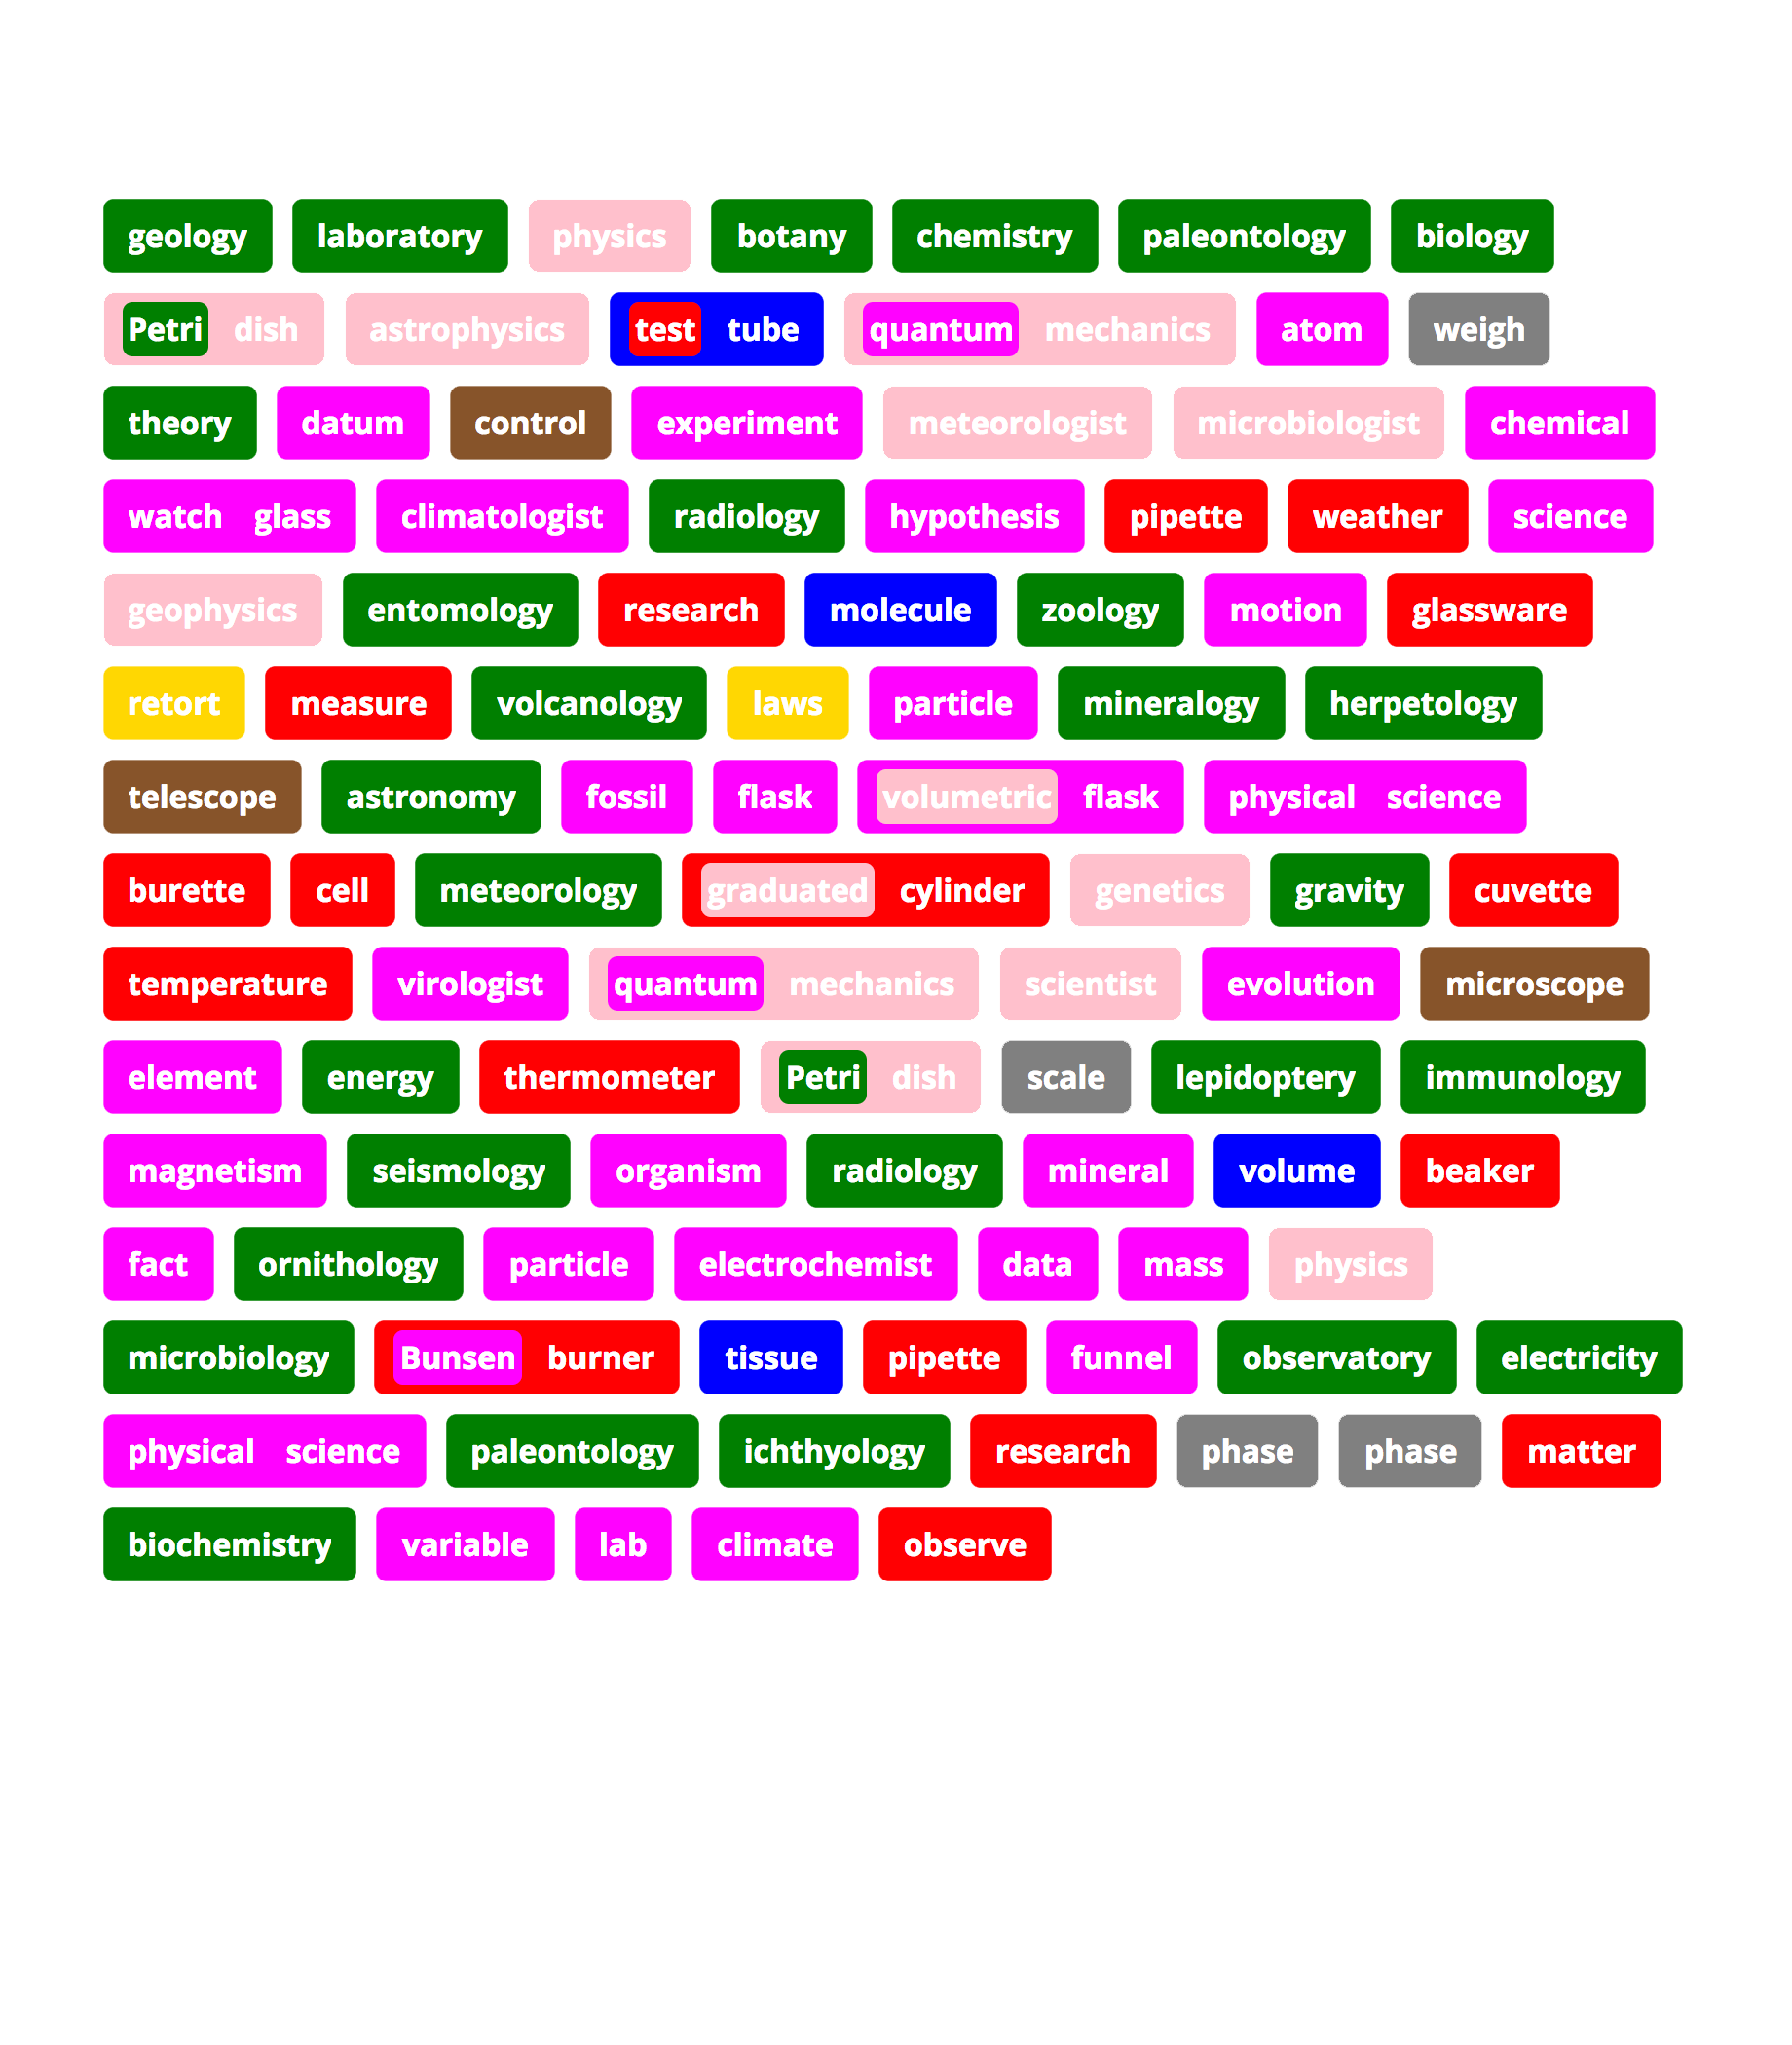 geology laboratory physics botany chemistry paleontology biology
Petri dish astrophysics test tube quantum mechanics atom weigh
theory datum control experiment meteorologist microbiologist chemical
watch glass climatologist radiology hypothesis pipette weather science
geophysics entomology research molecule zoology motion glassware
retort measure volcanology laws particle mineralogy herpetology
telescope astronomy fossil flask volumetric flask physical science
burette cell meteorology graduated cylinder genetics gravity cuvette
temperature virologist quantum mechanics scientist evolution microscope
element energy thermometer Petri dish scale lepidoptery immunology
magnetism seismology organism radiology mineral volume beaker
fact ornithology particle electrochemist data mass physics
microbiology Bunsen burner tissue pipette funnel observatory electricity
physical science paleontology ichthyology research phase phase matter
biochemistry variable lab climate observe